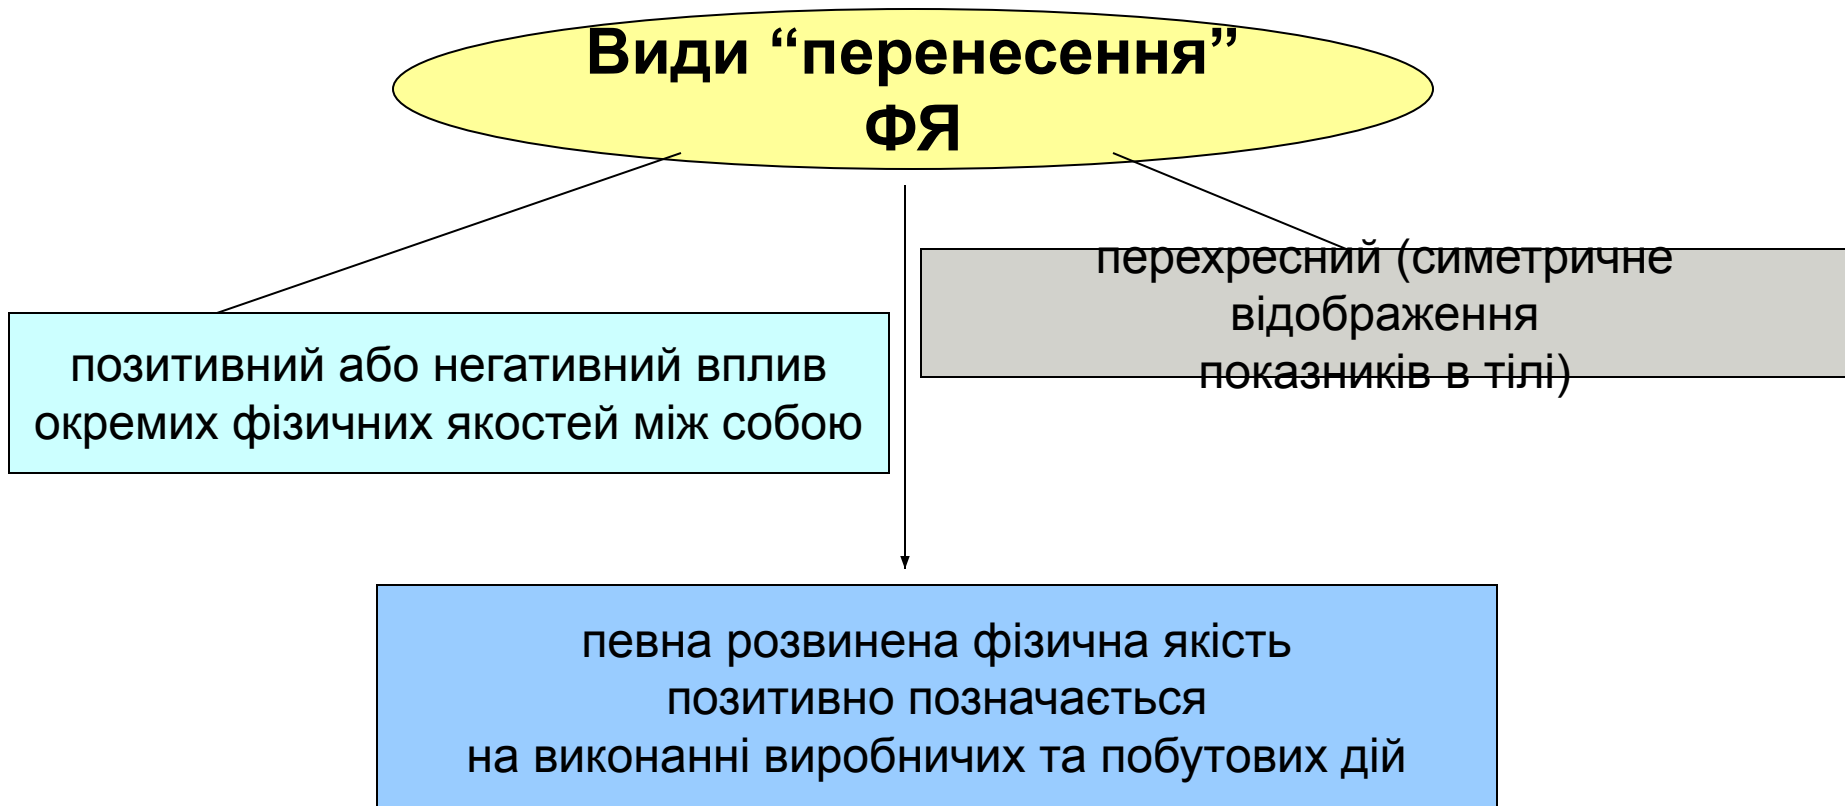 Види “перенесення”
ФЯ
позитивний або негативний вплив
окремих фізичних якостей між собою
перехресний (симетричне
відображення
показників в тілі)
певна розвинена фізична якість
позитивно позначається
на виконанні виробничих та побутових дій